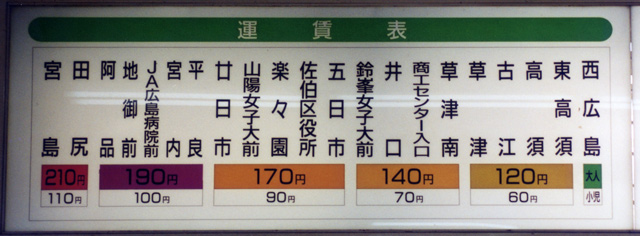 運賃表
西広島
東高須
高須
古江
草津
草津南
商工センター入口
井口
鈴峯女子大前
五日市
佐伯区役所
楽々園
山陽女子大前
廿日市
平良
宮内
JA広島病院前
地御前
阿品
田尻
宮島
210円 190円 170円 140円 120円 大人
110円 100円 90円 70円 60円 小児